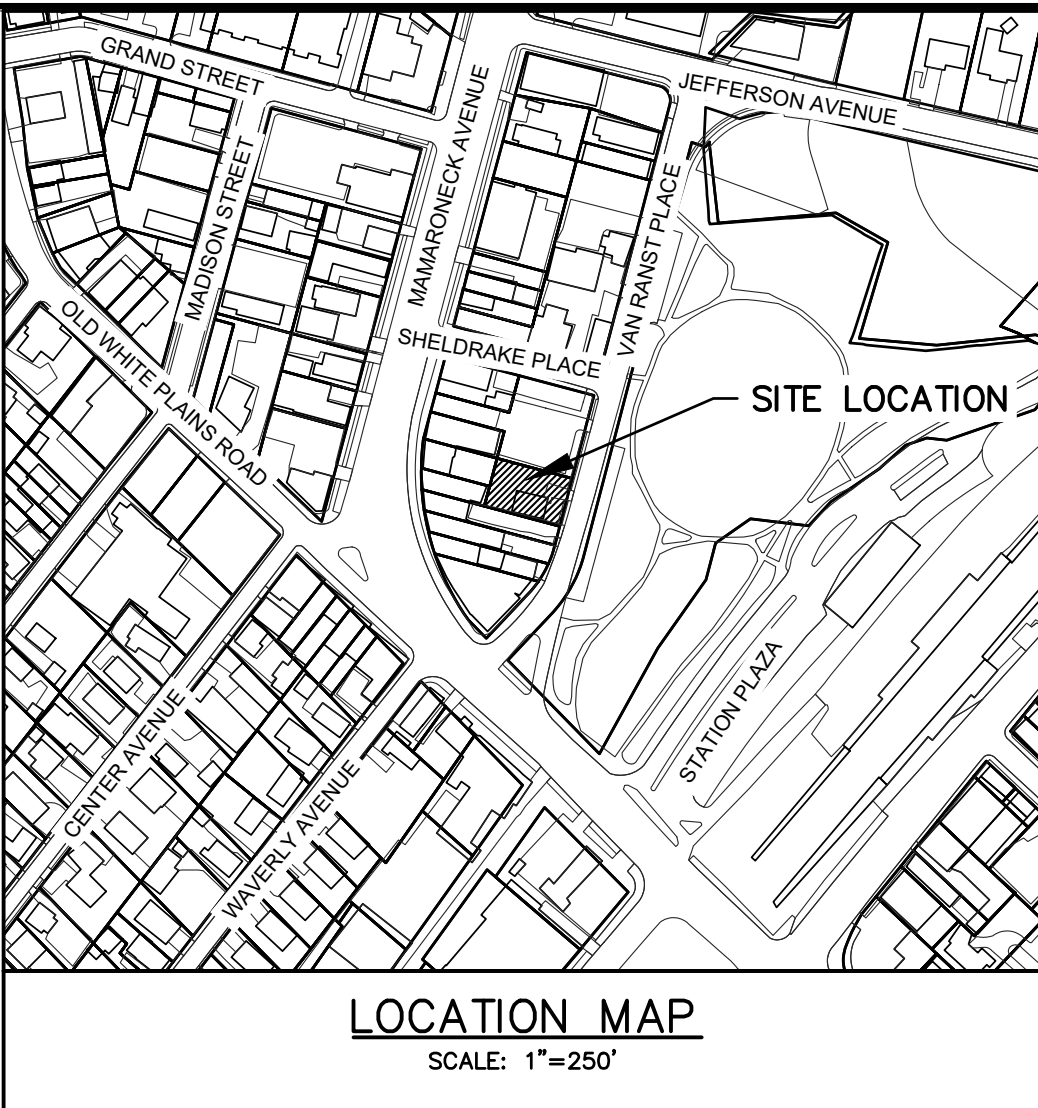 GRAND STREET
JEFFERSON AVENUE
MAMARONECK AVENUE
MADISON STREET
VAN RANST PLACE
OLD WHITE PLAINS ROAD
SHELDRAKE PLACE
SITE LOCATION
STATION PLAZA
CENTER AVENUE
WAVERLY AVENUE
LOCATION MAP
SCALE: 1"=250'